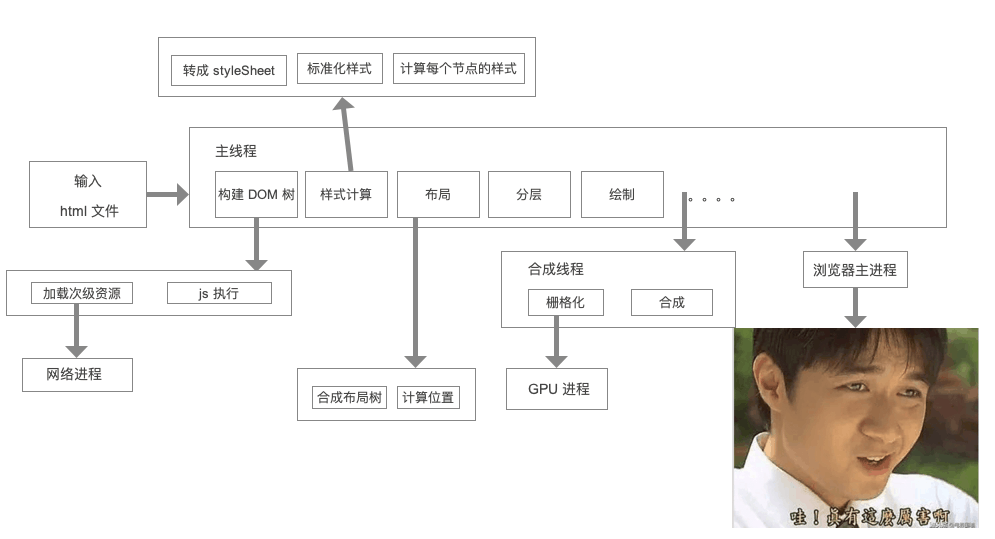 转成 styleSheet
标准化样式
计算每个节点的样式
主线程
输入
html 文件
构建 DOM 树
样式计算
布局
分层
绘制
。。。。
加载次级资源
js 执行
合成线程
栅格化
合成
浏览器主进程
网络进程
合成布局树
计算位置
GPU 进程
哇！真有這麼厲害啊